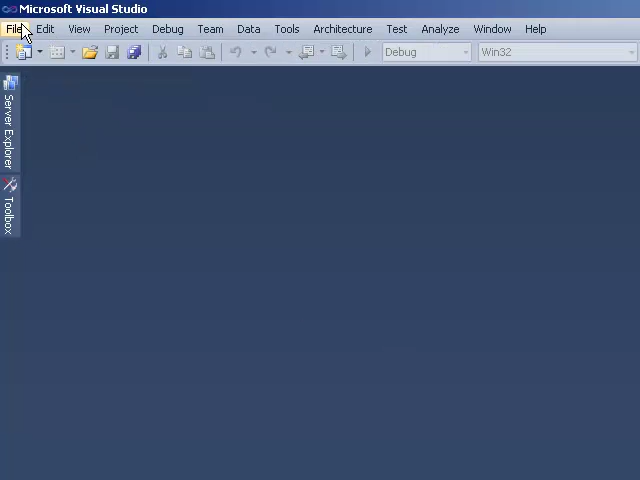 Microsoft Visual Studio
File Edit View Project Debug Team Data Tools Architecture Test Analyze Window Help
Debug Win32
Server Explorer
Toolbox